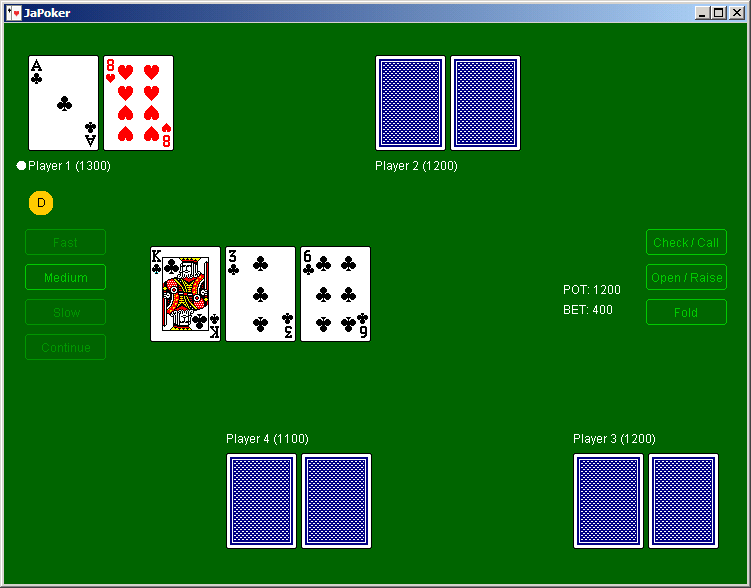 JaPoker
A
8
8
A
Player 1 (1300)
Player 2 (1200)
D
Fast
Check / Call
K
3
6
Medium
Open / Raise
POT: 1200
Slow
BET: 400
Fold
K
3
6
Continue
Player 4 (1100)
Player 3 (1200)